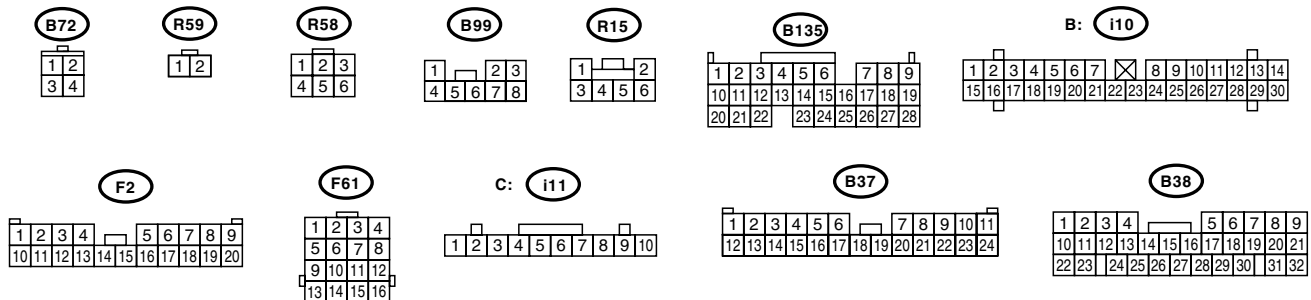 B72
1 2
3 4
R59
1 2
R58
1 2 3
4 5 6
B99
1 2 3
4 5 6 7 8
R15
1 2
3 4 5 6
B135
1 2 3 4 5 6 7 8 9
10 11 12 13 14 15 16 17 18 19
20 21 22 23 24 25 26 27 28
B: i10
1 2 3 4 5 6 7 8 9 10 11 12 13 14
15 16 17 18 19 20 21 22 23 24 25 26 27 28 29 30
F2
1 2 3 4 5 6 7 8 9
10 11 12 13 14 15 16 17 18 19 20
F61
1 2 3 4
5 6 7 8
9 10 11 12
13 14 15 16
C: i11
1 2 3 4 5 6 7 8 9 10
B37
1 2 3 4 5 6 7 8 9 10 11
12 13 14 15 16 17 18 19 20 21 22 23 24
B38
1 2 3 4 5 6 7 8 9
10 11 12 13 14 15 16 17 18 19 20 21
22 23 24 25 26 27 28 29 30 31 32